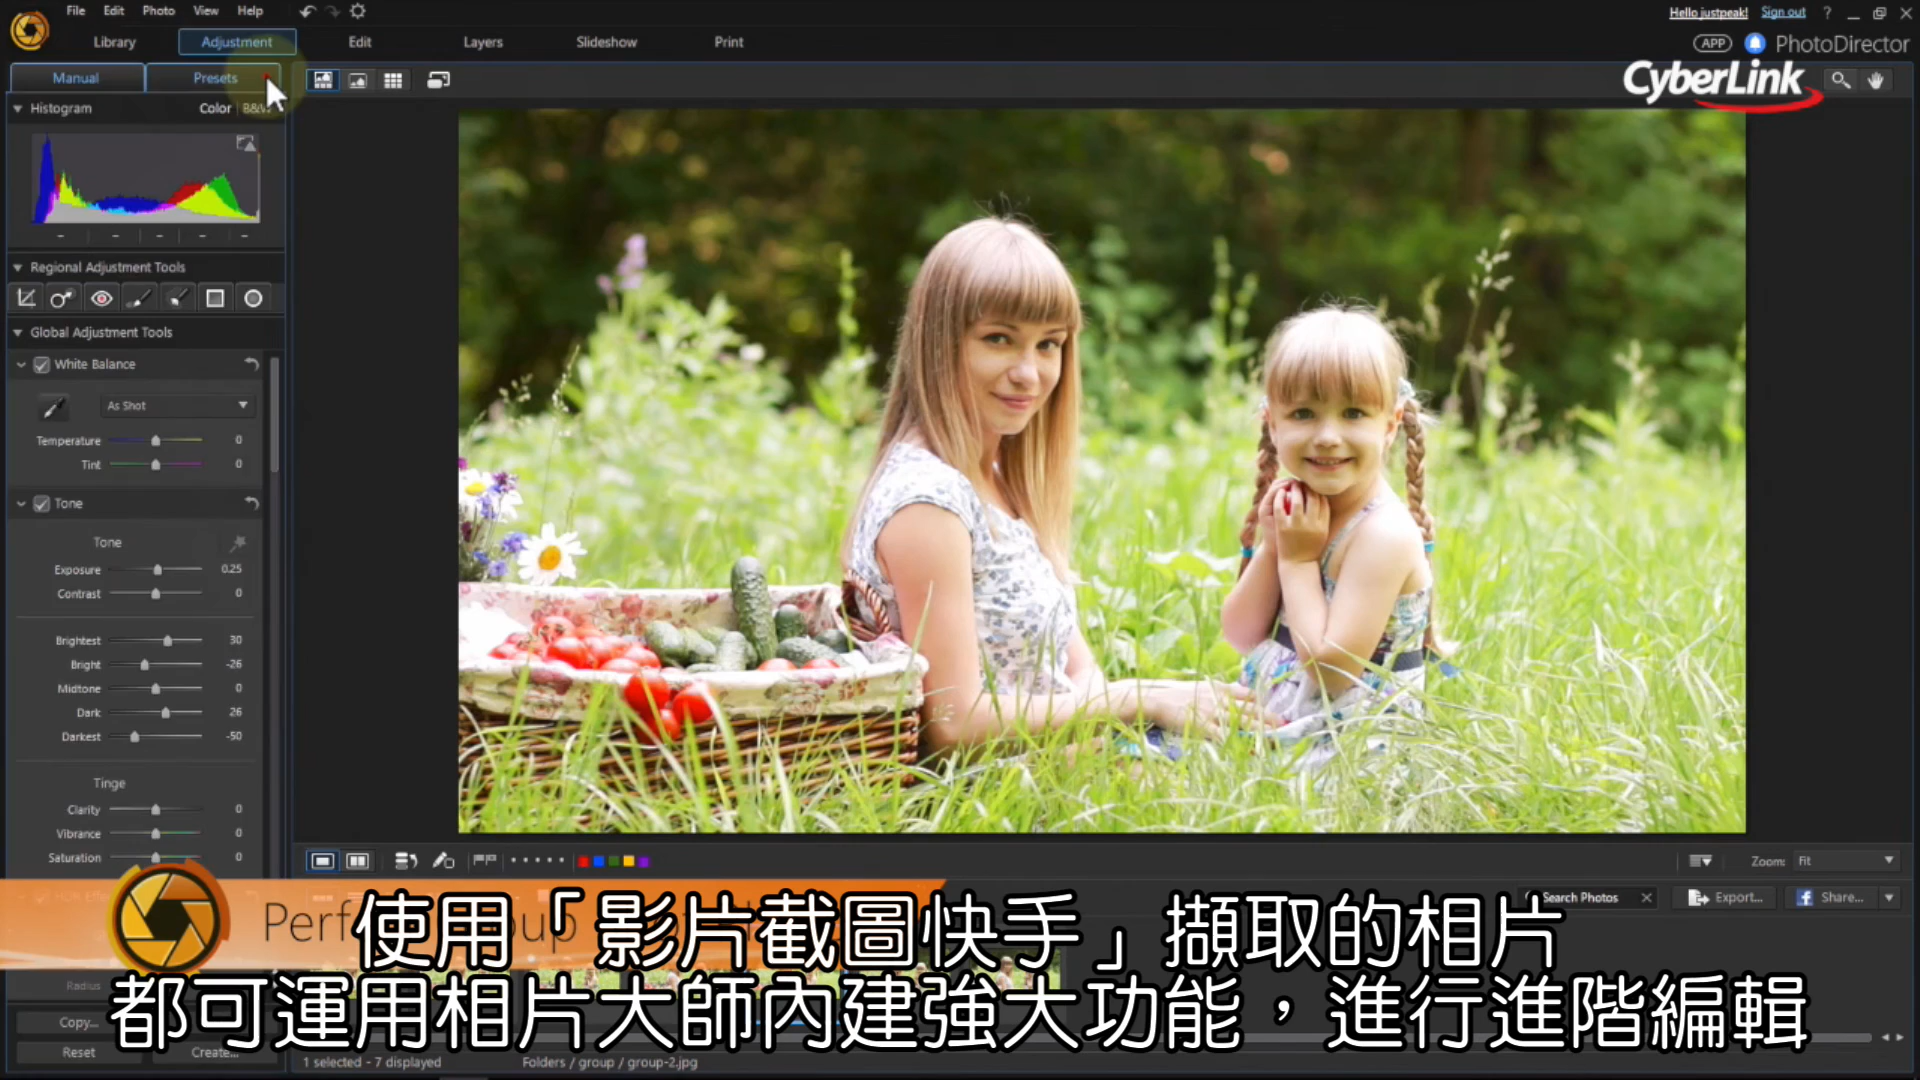 File Edit Photo View Help
Hello justpeak! Sign out ?
Library Adjustment Edit Layers Slideshow Print
APP PhotoDirector
Manual Presets
CyberLink
Histogram Color | B&W
Regional Adjustment Tools
Global Adjustment Tools
White Balance
As Shot
Temperature 0
Tint 0
Tone
Tone
Exposure 0.25
Contrast 0
Brightest 30
Bright -26
Midtone 0
Dark 26
Darkest -50
Tinge
Clarity 0
Vibrance 0
Saturation 0
Zoom: Fit
Search Photos Export... Share...
使用「影片截圖快手」擷取的相片
Radius
都可運用相片大師內建強大功能，進行進階編輯
Copy...
Reset Create...
1 selected - 7 displayed Folders / group / group-2.jpg